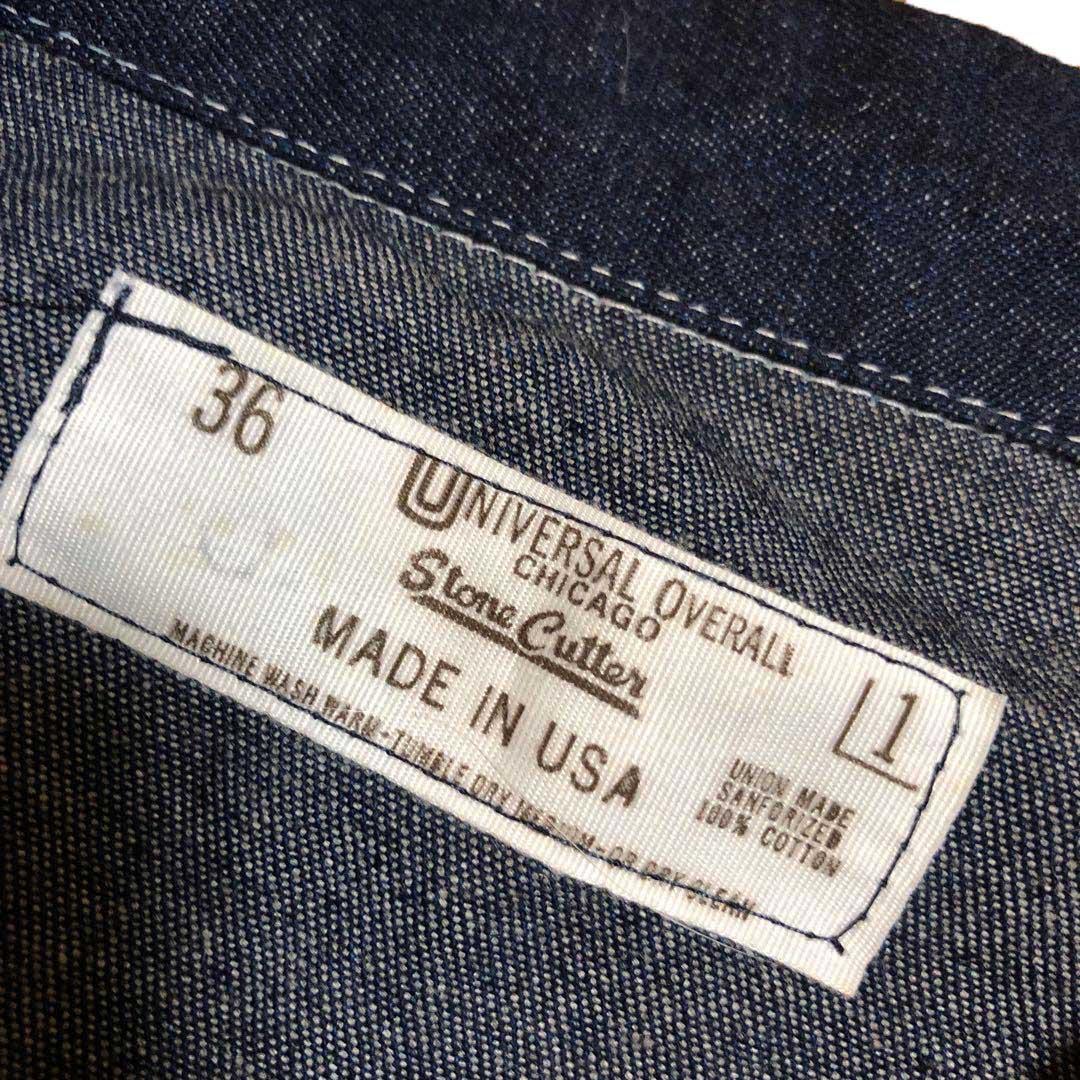 36
UNIVERSAL OVERALL
CHICAGO
Stone Cutter
MADE IN USA
MACHINE WASH WARM-TUMBLE DRY MEDIUM-OR DRY CLEAN
1
UNION MADE
SANFORIZED
100% COTTON